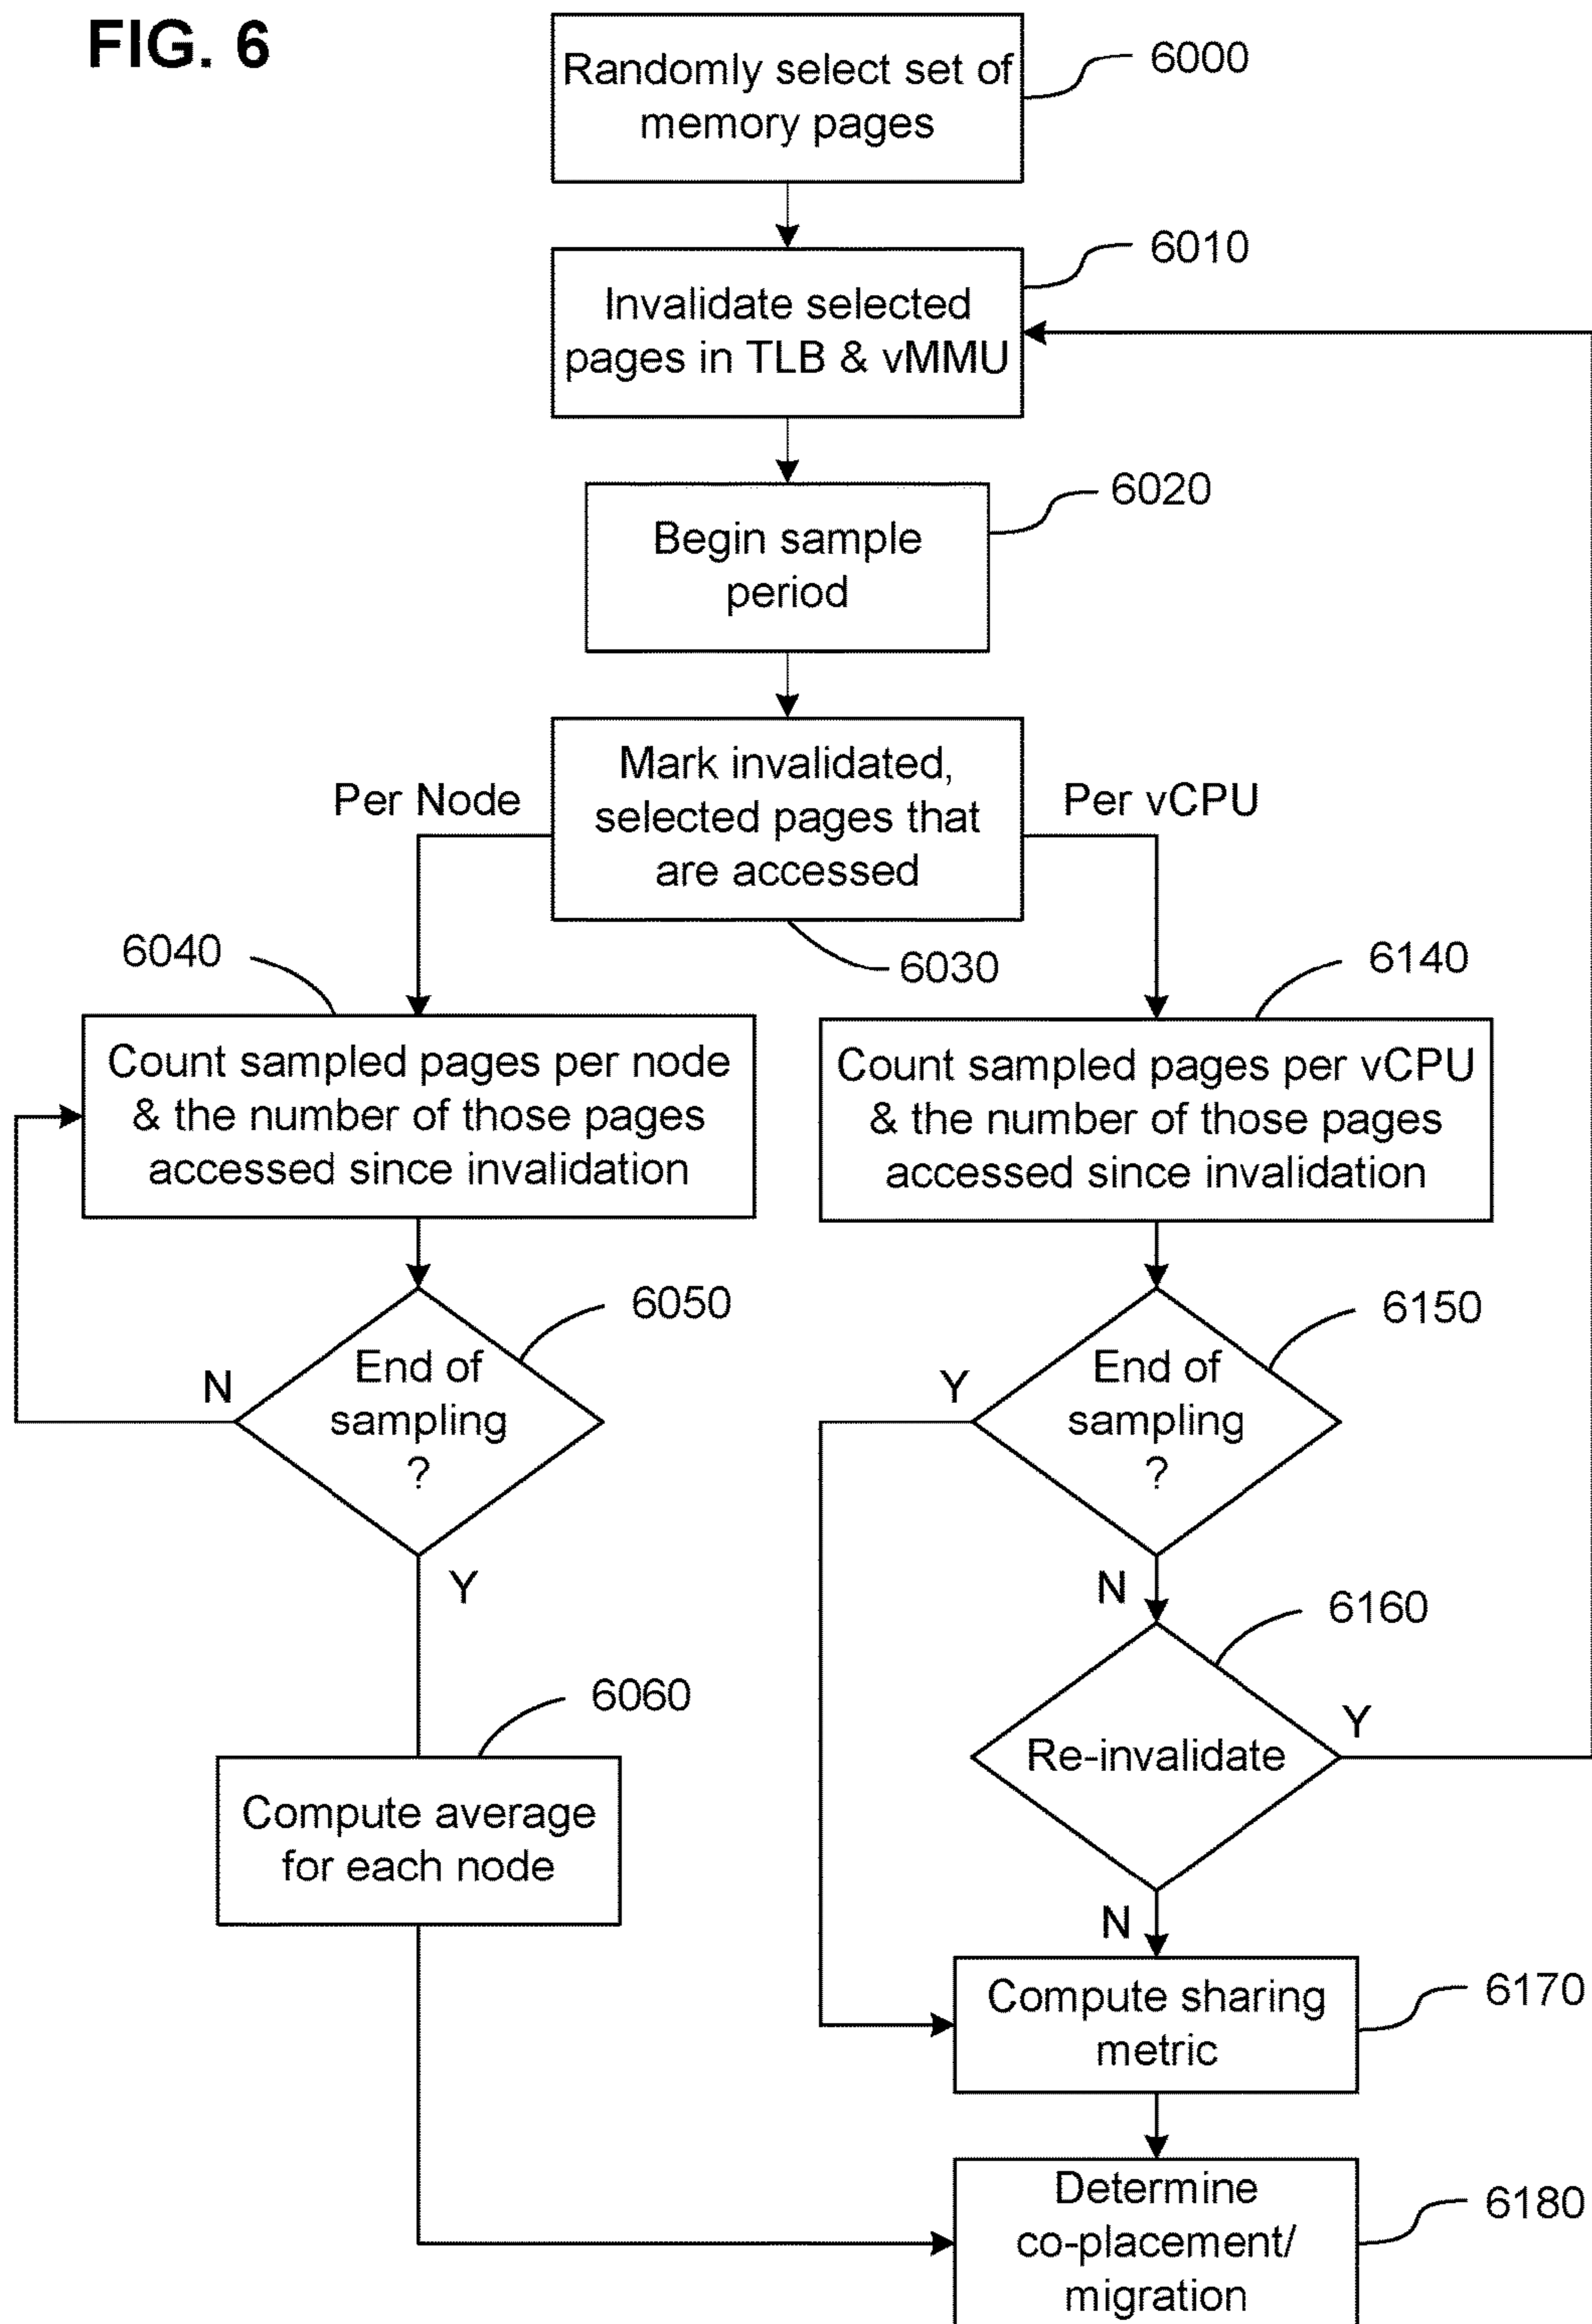 FIG. 6
Randomly select set of
memory pages
6000
Invalidate selected
pages in TLB & vMMU
6010
Begin sample
period
6020
Mark invalidated,
selected pages that
are accessed
Per Node
Per vCPU
6030
6040
6140
Count sampled pages per node
& the number of those pages
accessed since invalidation
Count sampled pages per vCPU
& the number of those pages
accessed since invalidation
End of
sampling
?
6050
N
Y
End of
sampling
?
6150
Y
N
6060
Compute average
for each node
6160
Re-invalidate
Y
N
Compute sharing
metric
6170
Determine
co-placement/
migration
6180